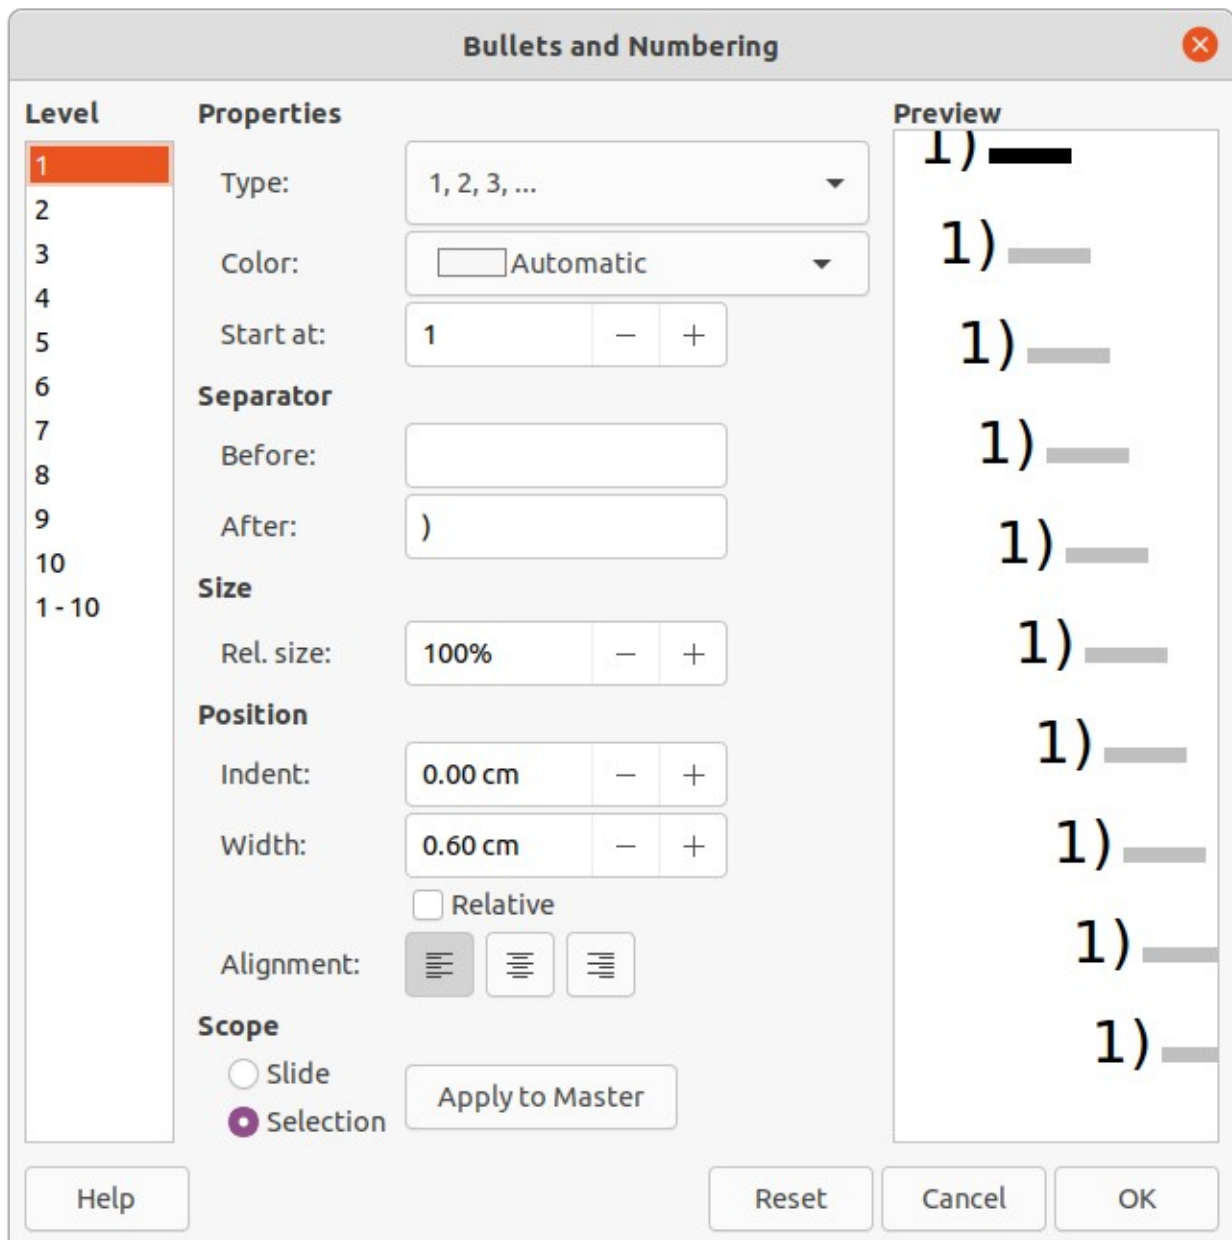 Bullets and Numbering
Level
1
2
3
4
5
6
7
8
9
10
1 - 10
Properties
Type: 1, 2, 3, ...
Color: Automatic
Start at: 1 − +
Separator
Before:
After: )
Size
Rel. size: 100% − +
Position
Indent: 0.00 cm − +
Width: 0.60 cm − +
Relative
Alignment:
Scope
Slide
Selection
Apply to Master
Preview
1)
1)
1)
1)
1)
1)
1)
1)
1)
1)
Help Reset Cancel OK